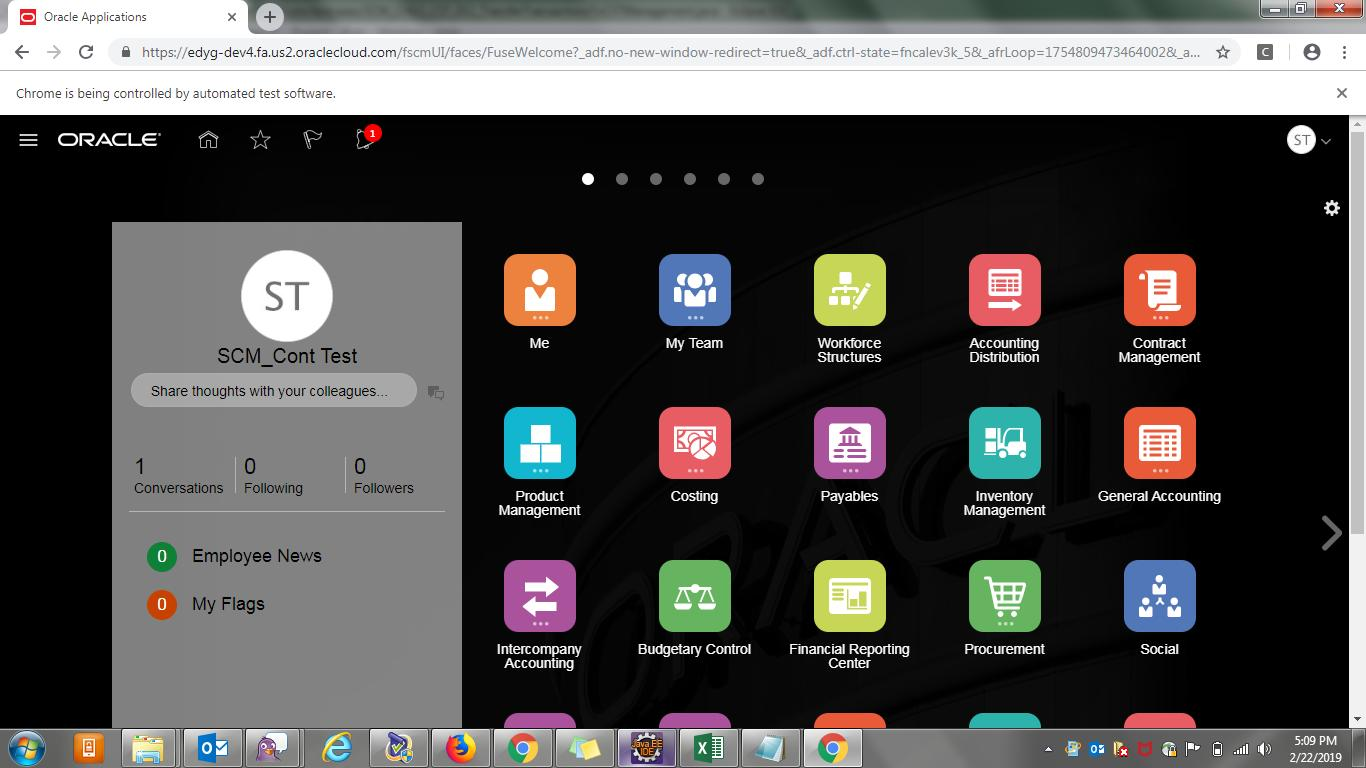 Oracle Applications
https://edyg-dev4.fa.us2.oraclecloud.com/fscmUI/faces/FuseWelcome?_adf.no-new-window-redirect=true&_adf.ctrl-state=fncalev3k_5&_afrLoop=1754809473464002&_a...
C
Chrome is being controlled by automated test software.
ORACLE
1
ST
ST
SCM_Cont Test
Share thoughts with your colleagues...
1
0
0
Conversations
Following
Followers
0 Employee News
0 My Flags
Me
My Team
Workforce
Structures
Accounting
Distribution
Contract
Management
Product
Management
Costing
Payables
Inventory
Management
General Accounting
Intercompany
Accounting
Budgetary Control
Financial Reporting
Center
Procurement
Social
Java EE
IDE
5:09 PM
2/22/2019